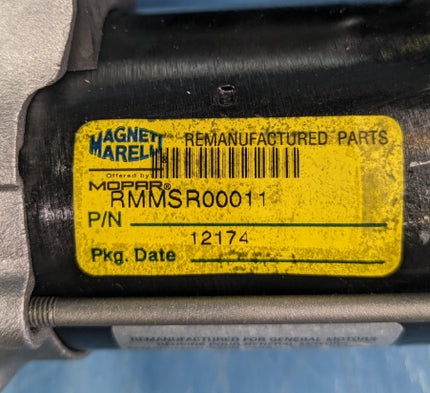 MAGNETI
MARELLI
REMANUFACTURED PARTS
Offered by
MOPAR®
RMMSR00011
P/N
12174
Pkg. Date
REMANUFACTURED FOR GENERAL MOTORS